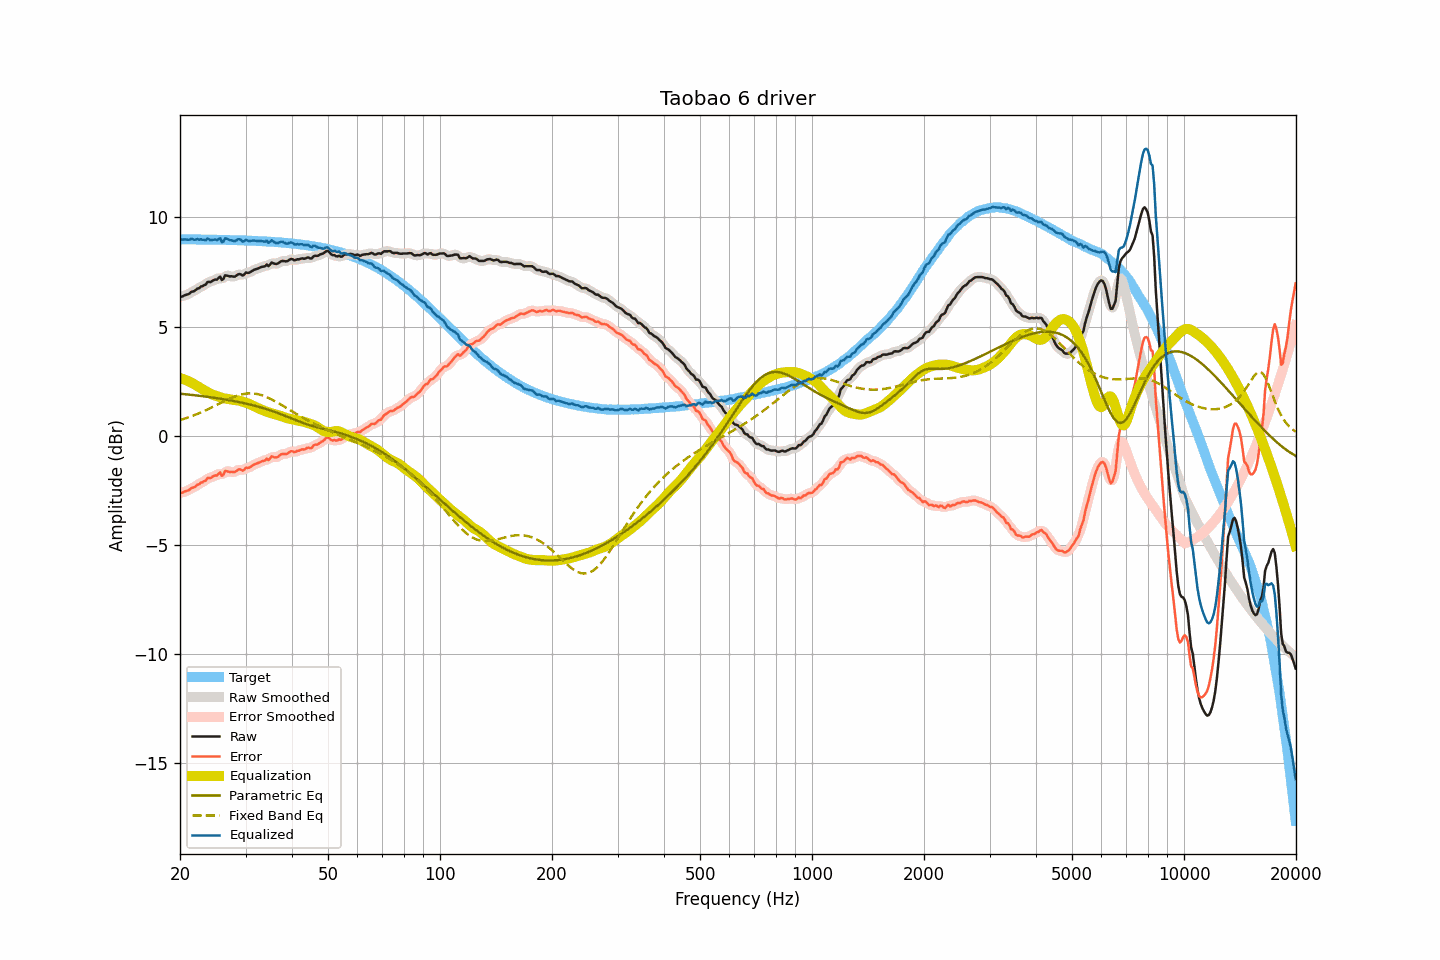 Taobao 6 driver
Amplitude (dBr)
10
5
0
−5
−10
−15
Target
Raw Smoothed
Error Smoothed
Raw
Error
Equalization
Parametric Eq
Fixed Band Eq
Equalized
20 50 100 200 500 1000 2000 5000 10000 20000
Frequency (Hz)